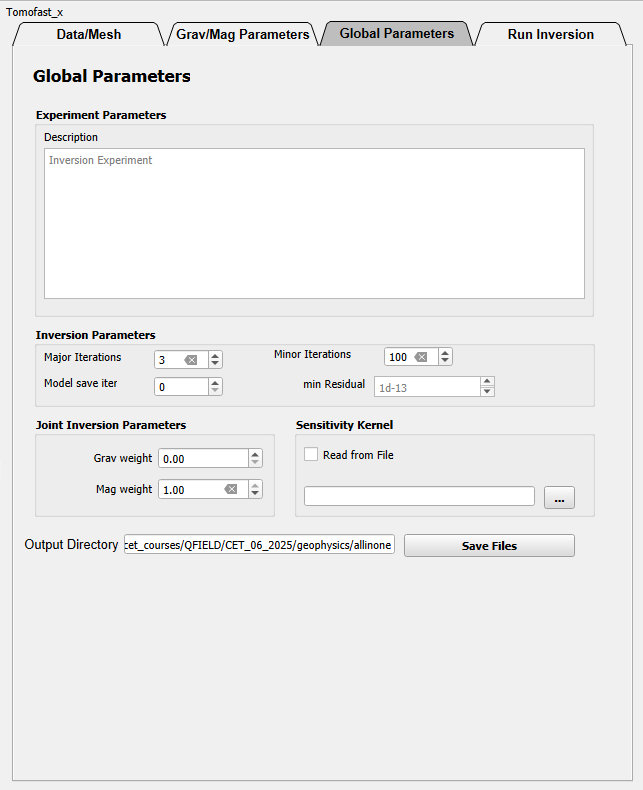 Tomofast_x
Data/Mesh
Grav/Mag Parameters
Global Parameters
Run Inversion
Global Parameters
Experiment Parameters
Description
Inversion Experiment
Inversion Parameters
Major Iterations 3
Minor Iterations 100
Model save iter 0
min Residual 1d-13
Joint Inversion Parameters
Grav weight 0.00
Mag weight 1.00
Sensitivity Kernel
Read from File
...
Output Directory cet_courses/QFIELD/CET_06_2025/geophysics/allinone
Save Files